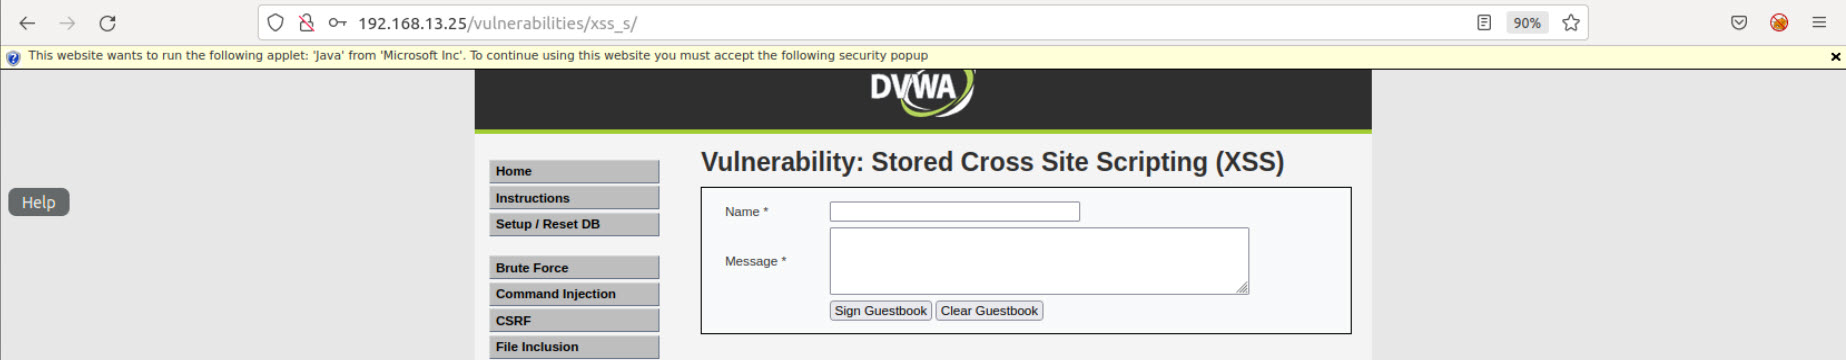 192.168.13.25/vulnerabilities/xss_s/ 90%
This website wants to run the following applet: 'Java' from 'Microsoft Inc'. To continue using this website you must accept the following security popup
DVWA
Vulnerability: Stored Cross Site Scripting (XSS)
Home
Instructions
Setup / Reset DB
Brute Force
Command Injection
CSRF
File Inclusion
Help
Name *
Message *
Sign Guestbook Clear Guestbook